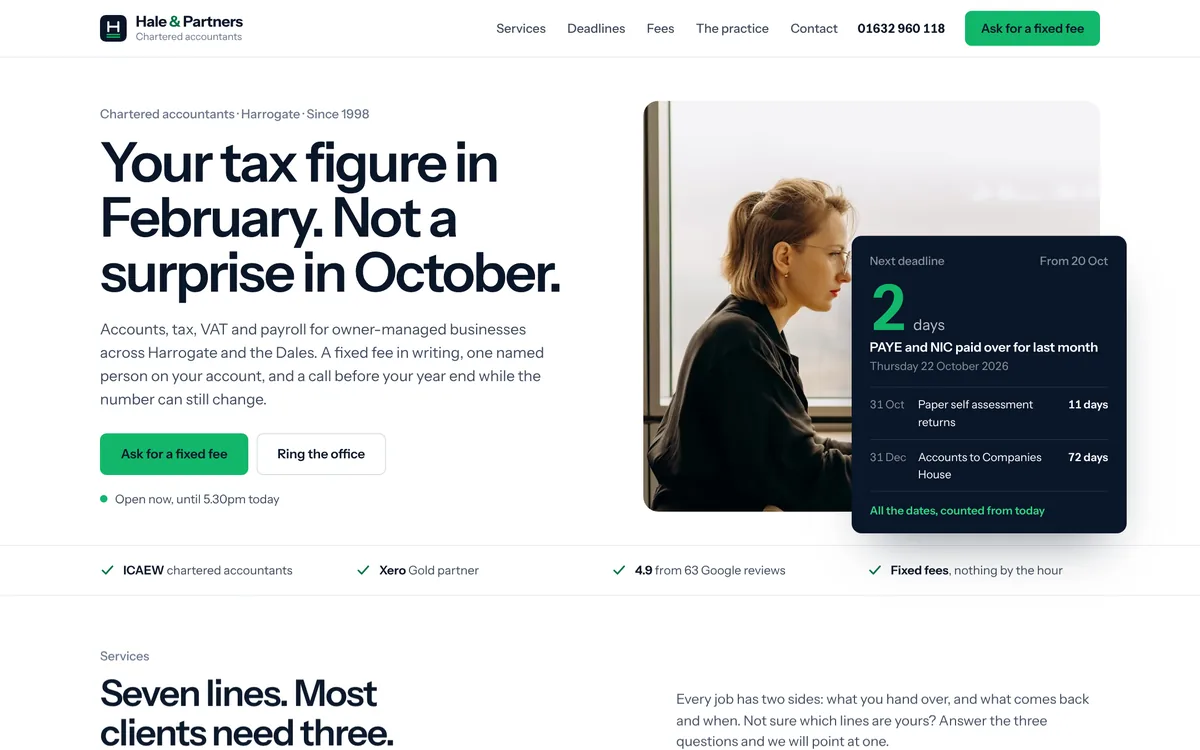 Hale & Partners
Chartered accountants
Services
Deadlines
Fees
The practice
Contact
01632 960 118
Ask for a fixed fee
Chartered accountants · Harrogate · Since 1998
Your tax figure in
February. Not a
surprise in October.
Accounts, tax, VAT and payroll for owner-managed businesses
across Harrogate and the Dales. A fixed fee in writing, one named
person on your account, and a call before your year end while the
number can still change.
Ask for a fixed fee
Ring the office
Open now, until 5.30pm today
Next deadline
From 20 Oct
2 days
PAYE and NIC paid over for last month
Thursday 22 October 2026
31 Oct
Paper self assessment
returns
11 days
31 Dec
Accounts to Companies
House
72 days
All the dates, counted from today
ICAEW chartered accountants
Xero Gold partner
4.9 from 63 Google reviews
Fixed fees, nothing by the hour
Services
Seven lines. Most
clients need three.
Every job has two sides: what you hand over, and what comes back
and when. Not sure which lines are yours? Answer the three
questions and we will point at one.